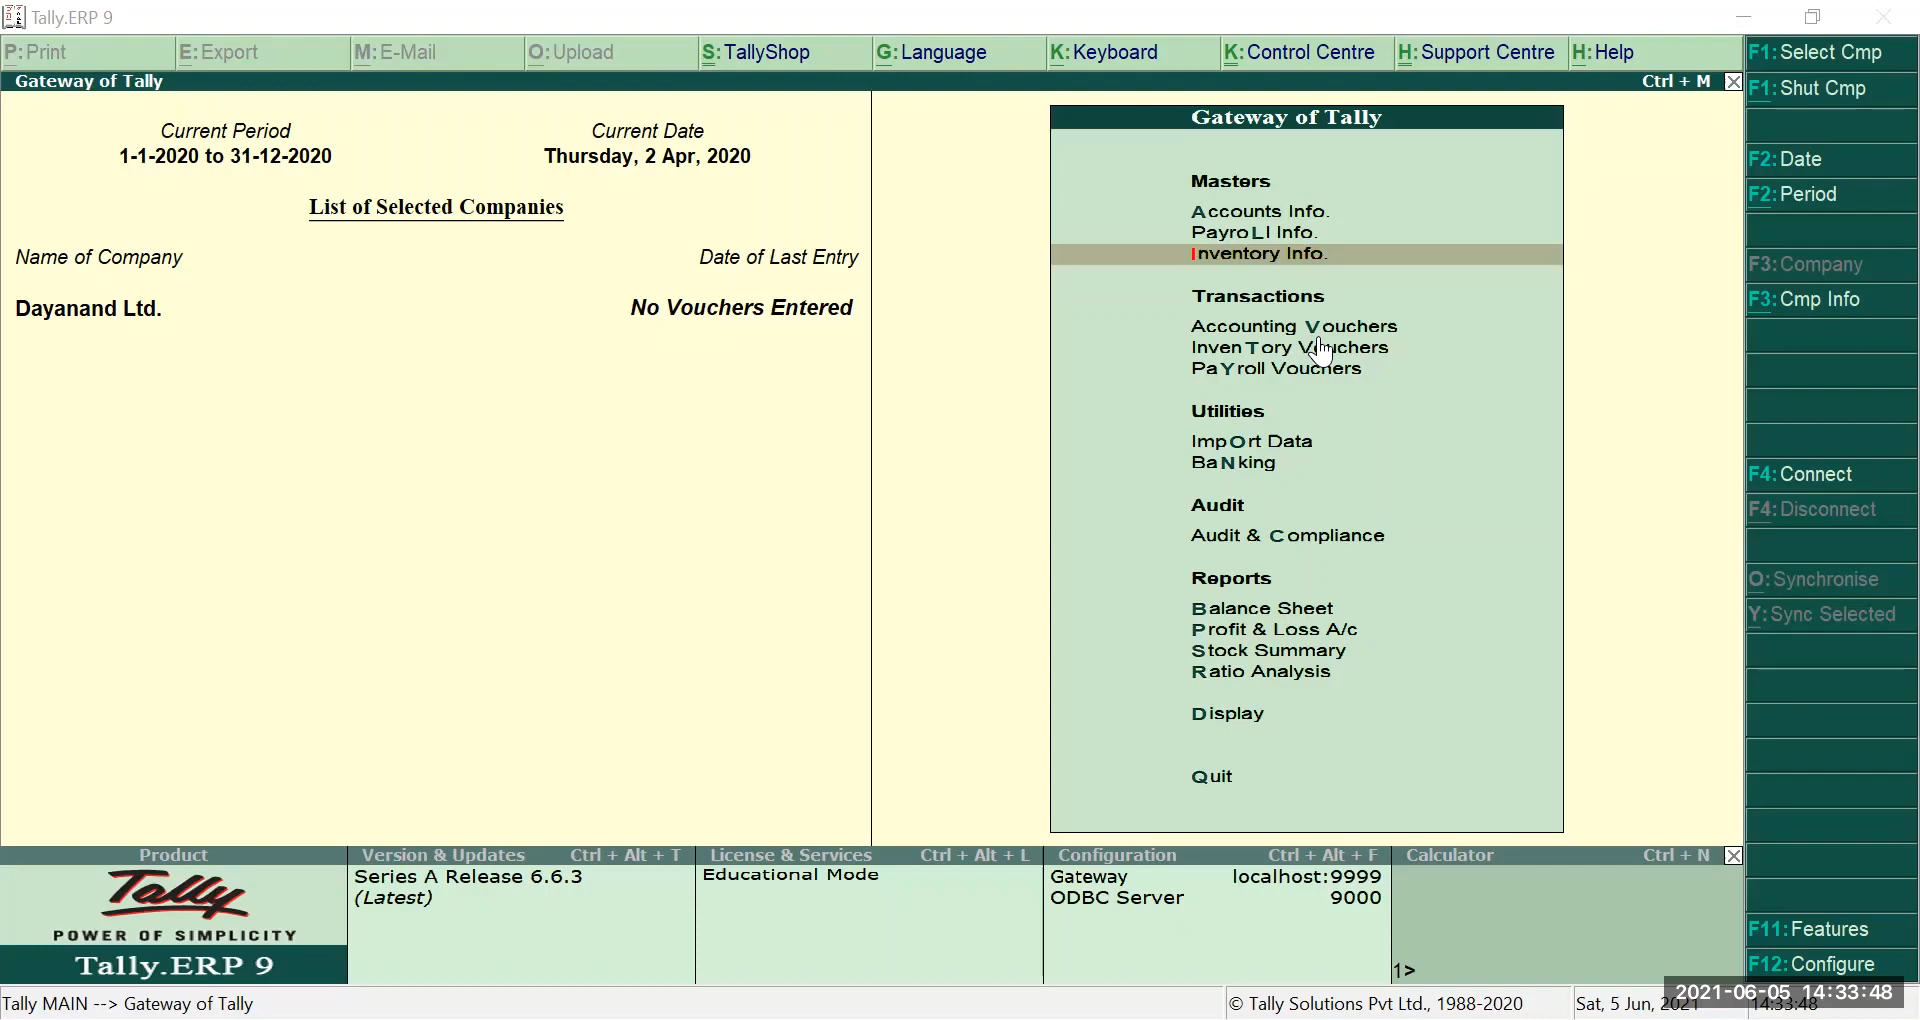 Tally.ERP 9
P: Print E: Export M: E-Mail O: Upload S: TallyShop G: Language K: Keyboard K: Control Centre H: Support Centre H: Help
Gateway of Tally Ctrl + M
Current Period Current Date
1-1-2020 to 31-12-2020 Thursday, 2 Apr, 2020
List of Selected Companies
Name of Company Date of Last Entry
Dayanand Ltd. No Vouchers Entered
Gateway of Tally
Masters
Accounts Info.
PayroLl Info.
Inventory Info.
Transactions
Accounting Vouchers
InvenTory Vouchers
PaYroll Vouchers
Utilities
ImpOrt Data
BaNking
Audit
Audit & Compliance
Reports
Balance Sheet
Profit & Loss A/c
Stock Summary
Ratio Analysis
Display
Quit
F1: Select Cmp
F1: Shut Cmp
F2: Date
F2: Period
F3: Company
F3: Cmp Info
F4: Connect
F4: Disconnect
O: Synchronise
Y: Sync Selected
F11: Features
F12: Configure
Product
Tally
POWER OF SIMPLICITY
Tally.ERP 9
Version & Updates Ctrl + Alt + T
Series A Release 6.6.3
(Latest)
License & Services Ctrl + Alt + L
Educational Mode
Configuration Ctrl + Alt + F
Gateway localhost:9999
ODBC Server 9000
Calculator Ctrl + N
1>
Tally MAIN --> Gateway of Tally
© Tally Solutions Pvt Ltd., 1988-2020
Sat, 5 Jun, 2021 14:33:48
2021-06-05 14:33:48